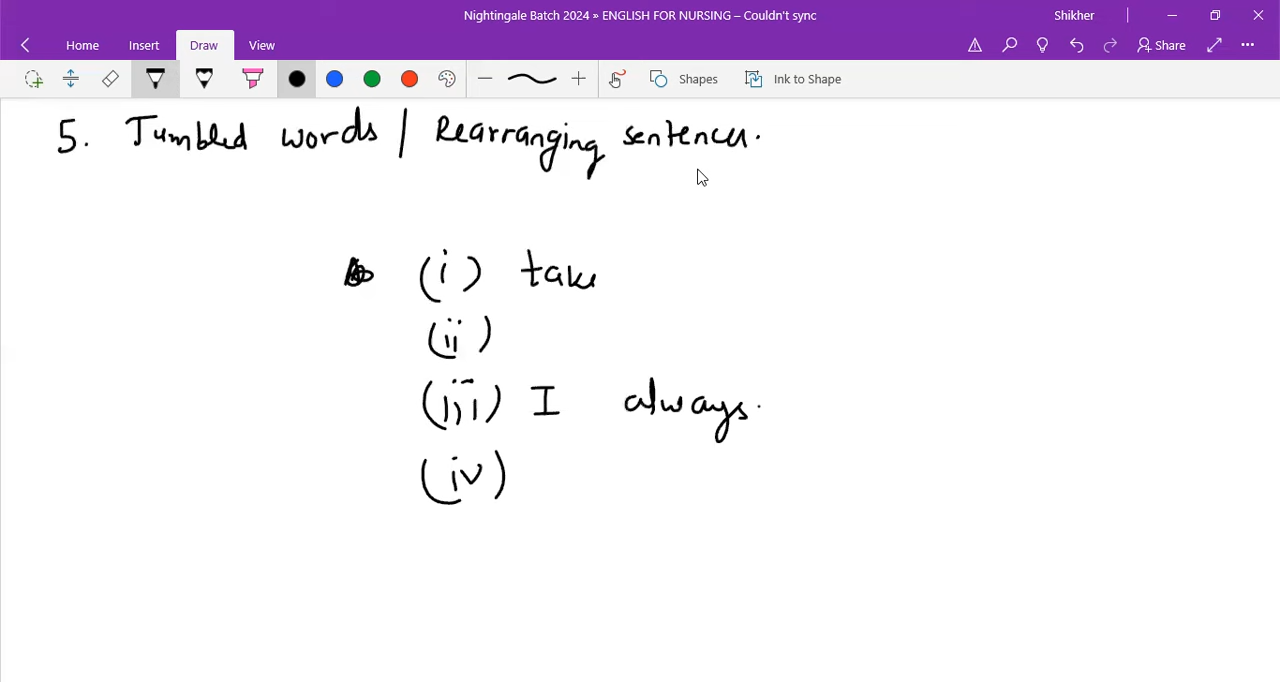 Nightingale Batch 2024 » ENGLISH FOR NURSING – Couldn't sync
Shikher
Home Insert Draw View
Share
Shapes Ink to Shape
5. Jumbled words / Rearranging sentences.
(i) take
(ii)
(iii) I always.
(iv)